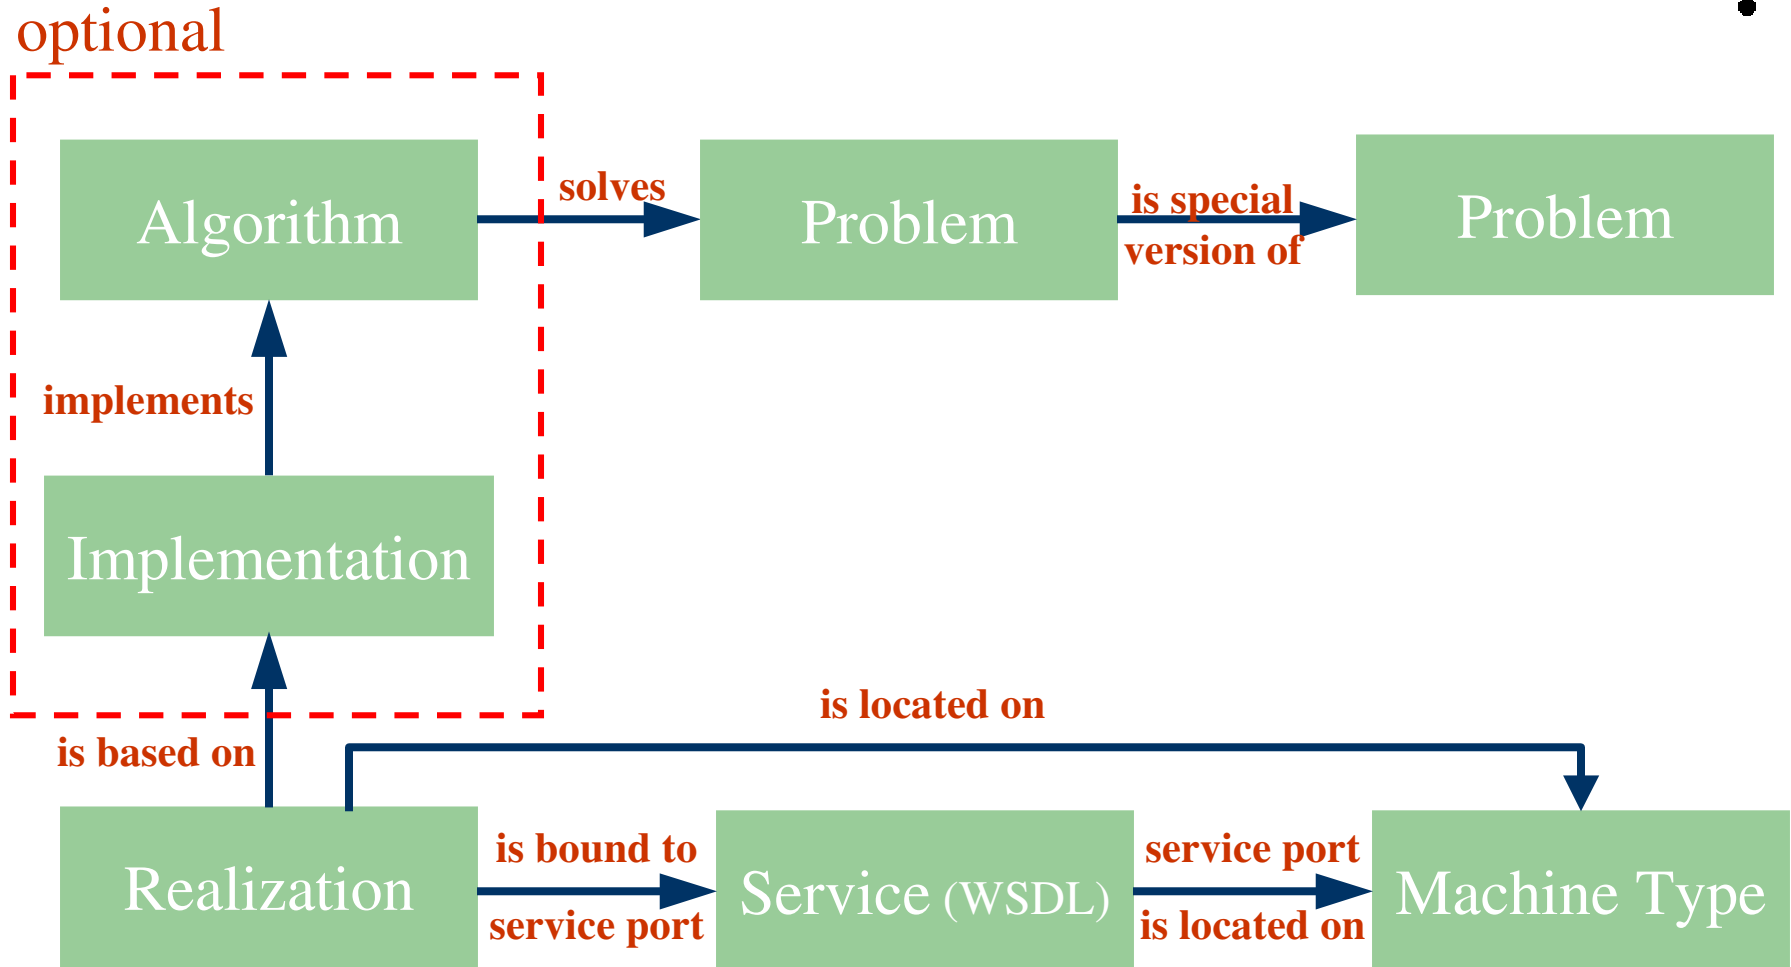 optional
Algorithm
solves
Problem
is special
version of
Problem
implements
Implementation
is based on
is located on
Realization
is bound to
service port
Service (WSDL)
service port
is located on
Machine Type